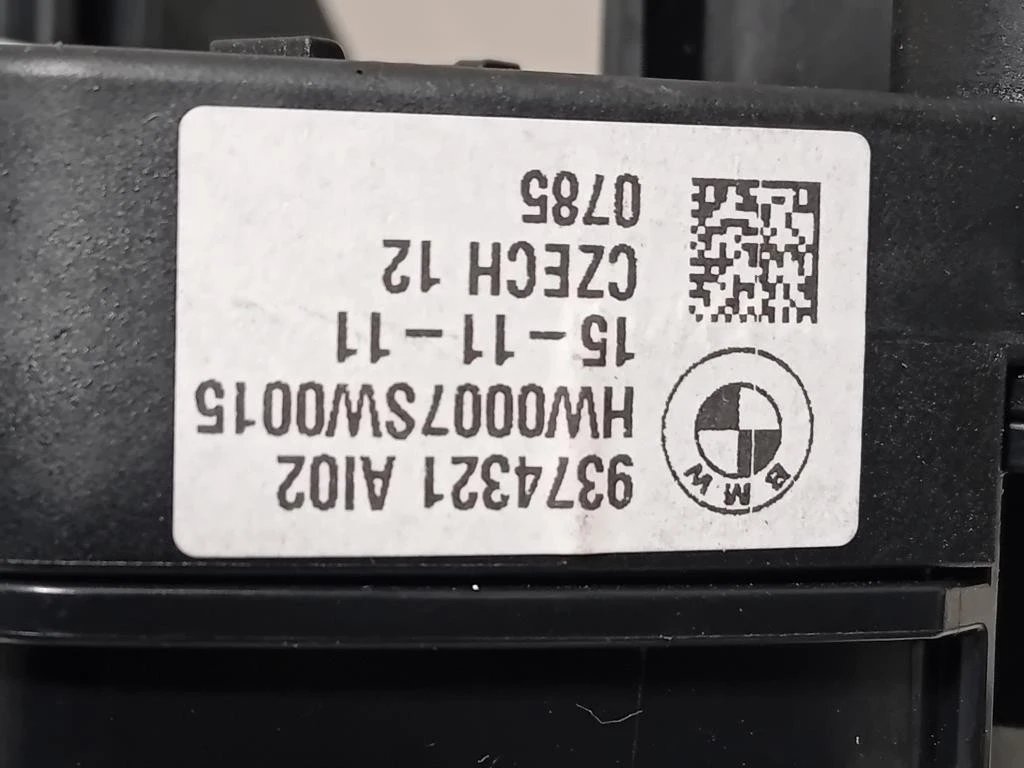 BMW
9374321 AI02
HW0007SW0015
15-11-11
CZECH 12
0785